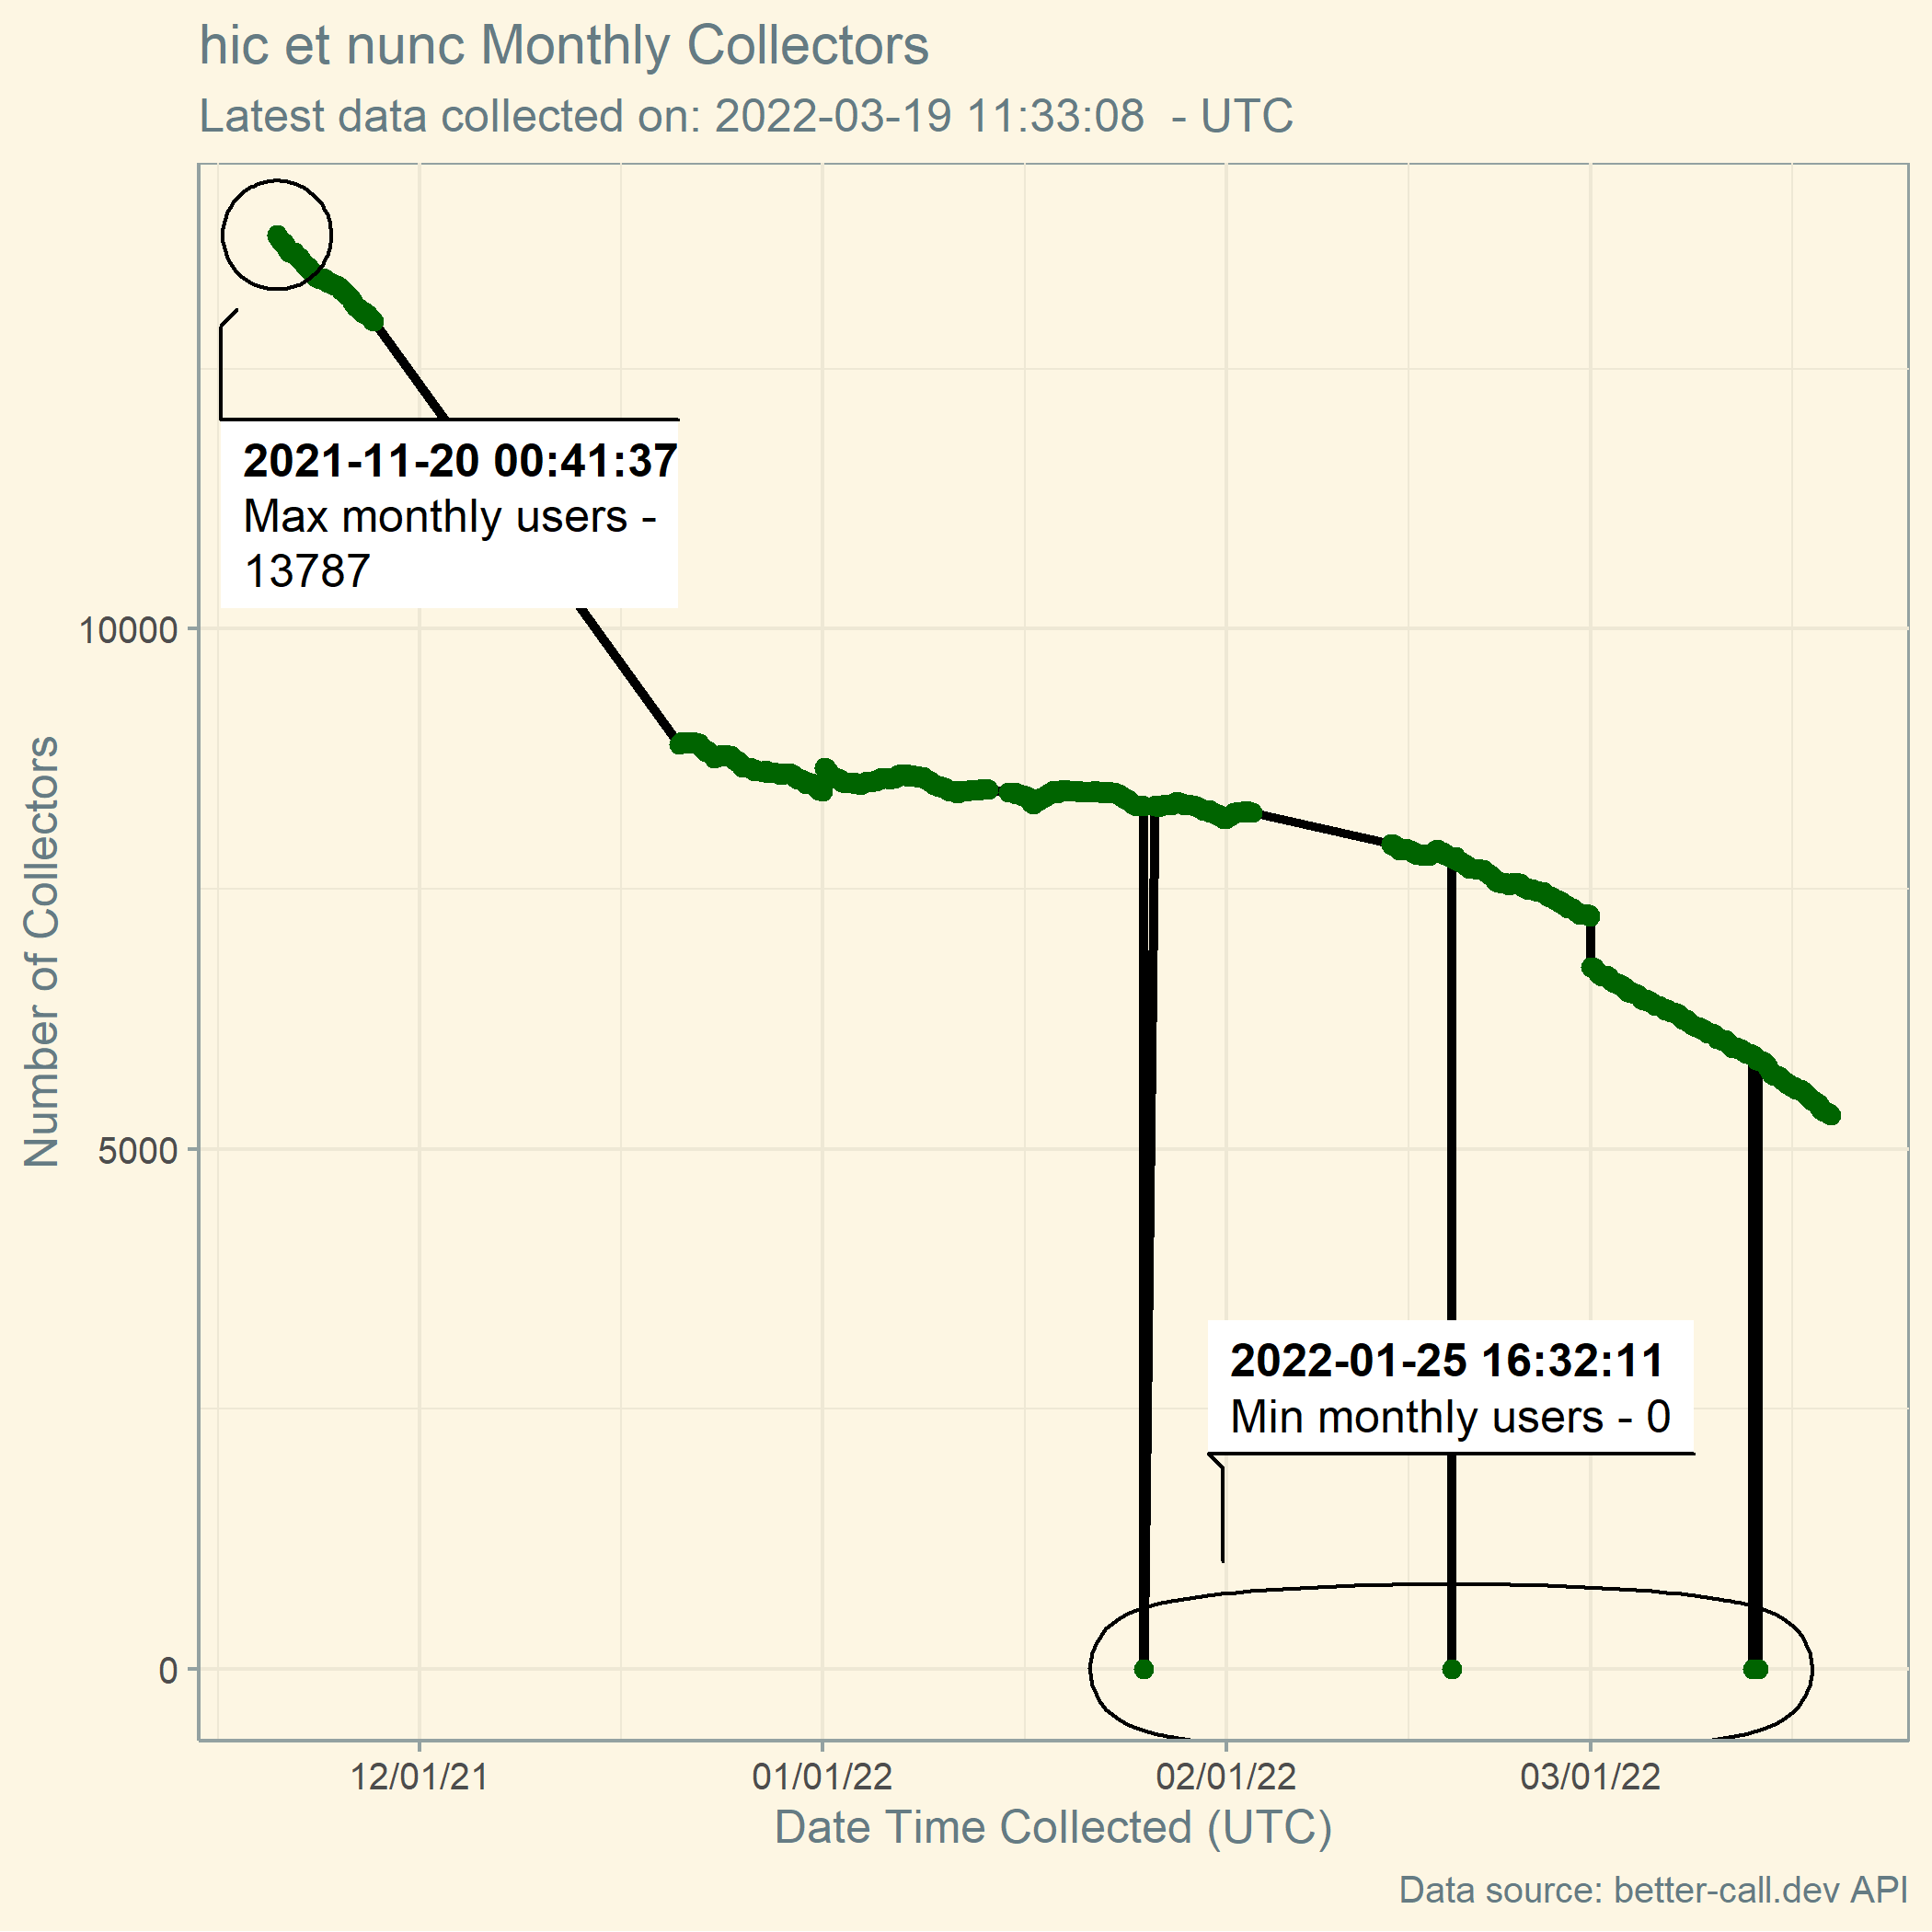 hic et nunc Monthly Collectors
Latest data collected on: 2022-03-19 11:33:08  - UTC
2021-11-20 00:41:37
Max monthly users -
13787
10000
5000
0
Number of Collectors
2022-01-25 16:32:11
Min monthly users - 0
12/01/21
01/01/22
02/01/22
03/01/22
Date Time Collected (UTC)
Data source: better-call.dev API